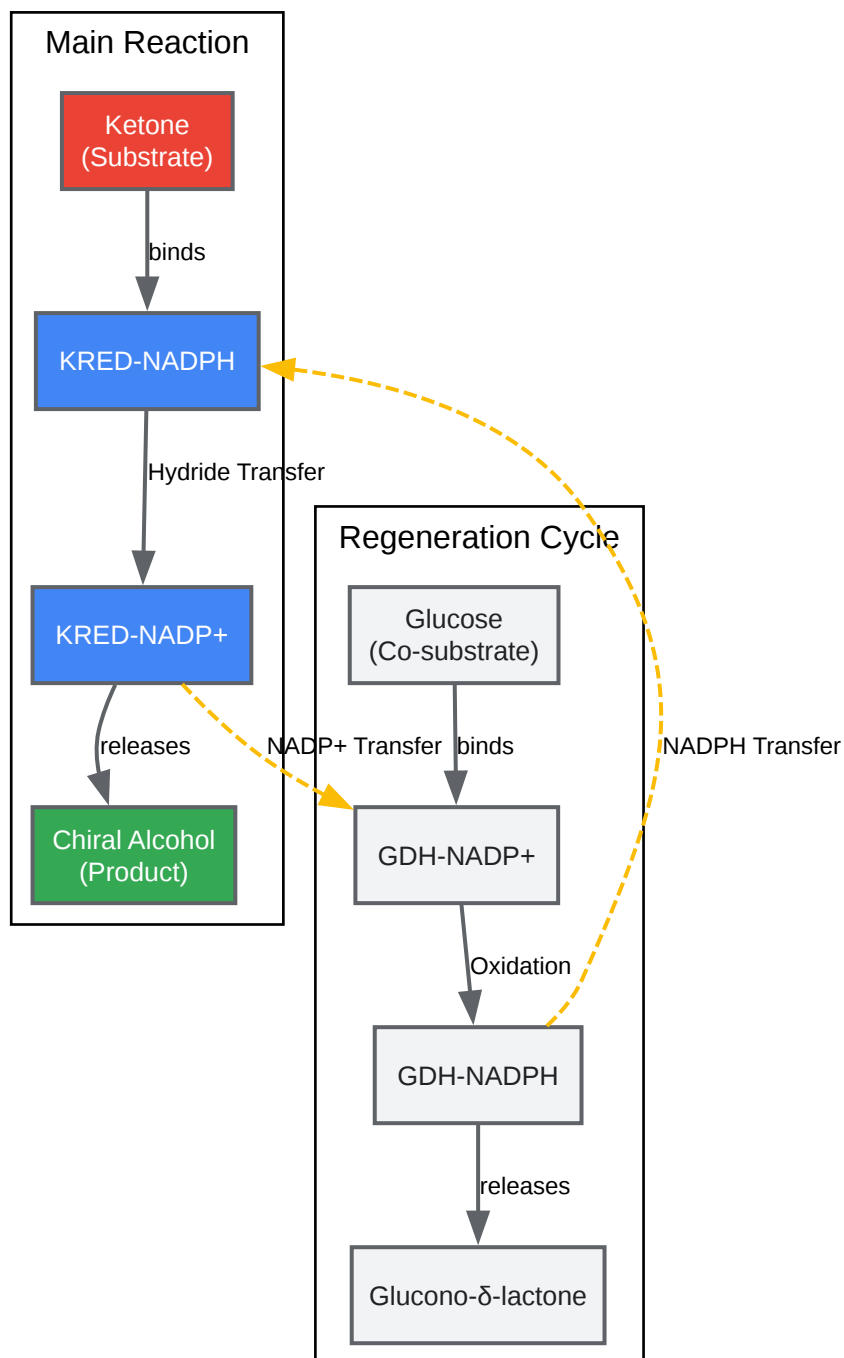 Main Reaction
Ketone
(Substrate)
binds
KRED-NADPH
Hydride Transfer
KRED-NADP+
releases
Chiral Alcohol
(Product)
Regeneration Cycle
Glucose
(Co-substrate)
NADP+ Transfer
binds
NADPH Transfer
GDH-NADP+
Oxidation
GDH-NADPH
releases
Glucono-δ-lactone